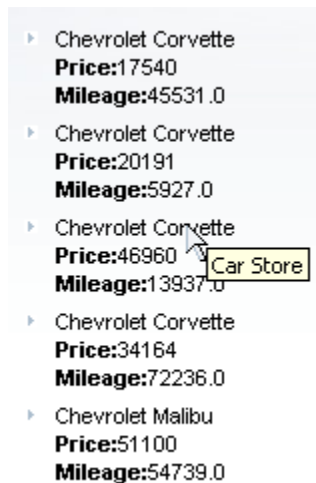 Chevrolet Corvette
Price:17540
Mileage:45531.0
Chevrolet Corvette
Price:20191
Mileage:5927.0
Chevrolet Corvette
Price:46960
Car Store
Mileage:13937.0
Chevrolet Corvette
Price:34164
Mileage:72236.0
Chevrolet Malibu
Price:51100
Mileage:54739.0